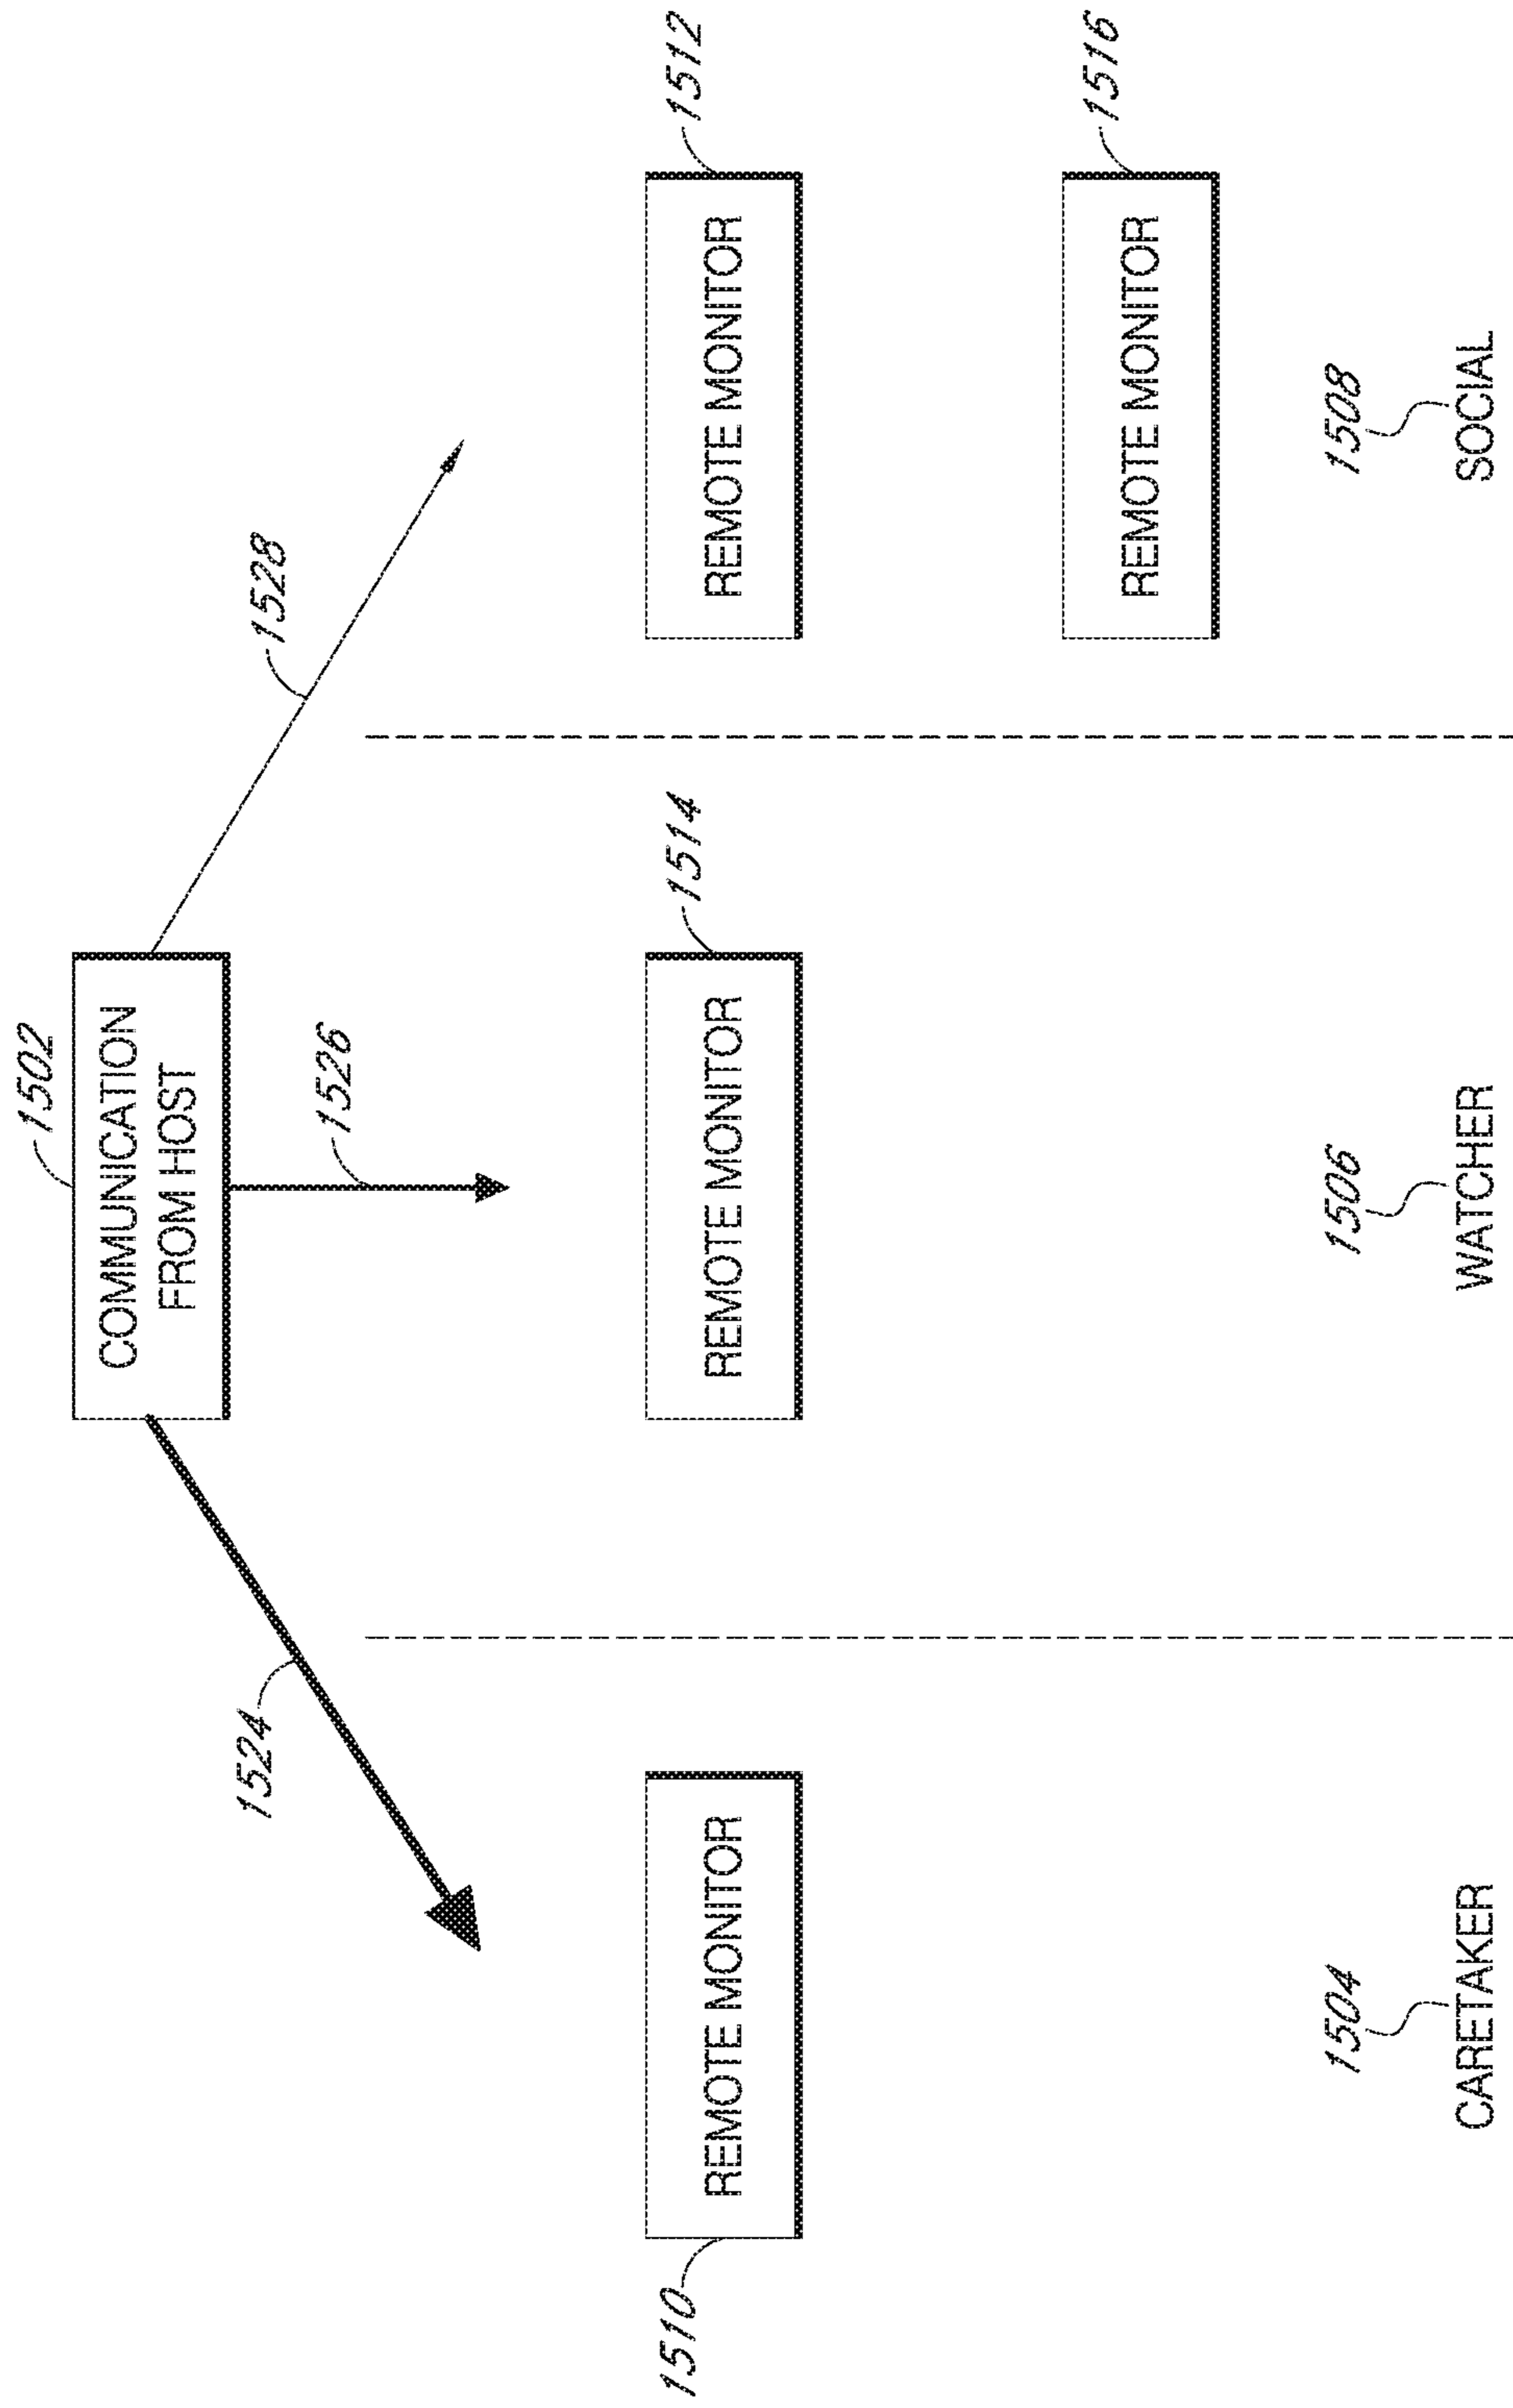 1502
COMMUNICATION
FROM HOST
1524
1526
1528
1510
REMOTE MONITOR
REMOTE MONITOR
1514
REMOTE MONITOR
1512
REMOTE MONITOR
1516
1504
CARETAKER
1506
WATCHER
1508
SOCIAL